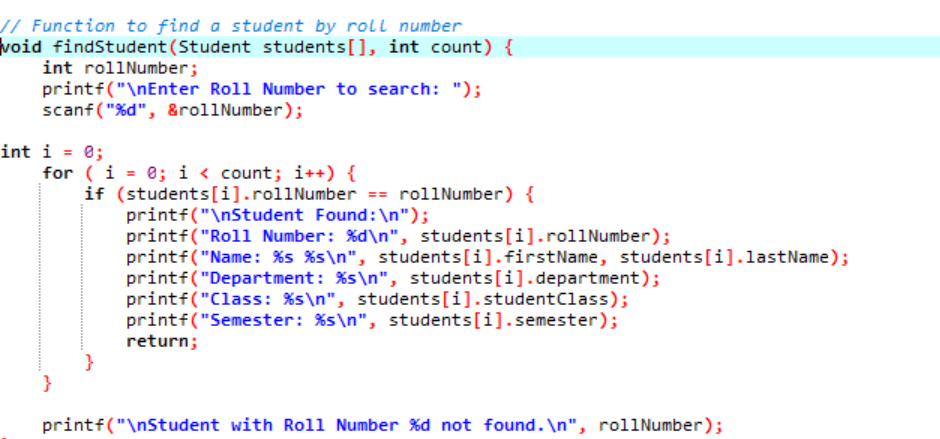 // Function to find a student by roll number
void findStudent(Student students[], int count) {
    int rollNumber;
    printf("\nEnter Roll Number to search: ");
    scanf("%d", &rollNumber);

int i = 0;
    for ( i = 0; i < count; i++) {
        if (students[i].rollNumber == rollNumber) {
            printf("\nStudent Found:\n");
            printf("Roll Number: %d\n", students[i].rollNumber);
            printf("Name: %s %s\n", students[i].firstName, students[i].lastName);
            printf("Department: %s\n", students[i].department);
            printf("Class: %s\n", students[i].studentClass);
            printf("Semester: %s\n", students[i].semester);
            return;
        }
    }

    printf("\nStudent with Roll Number %d not found.\n", rollNumber);